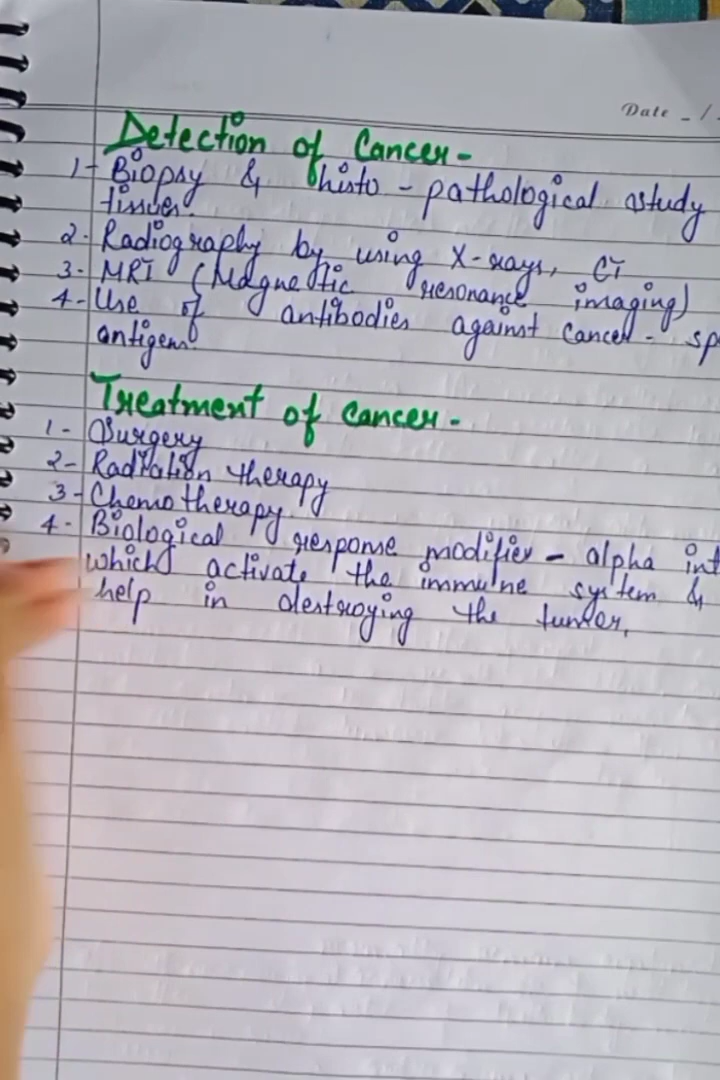 Date _ / _
Detection of Cancer -
1- Biopsy & histo - pathological study
tissues.
2- Radiography by using X-rays, CT
3- MRI (Magnetic resonance imaging)
4- Use of antibodies against cancer - sp
antigens
Treatment of cancer -
1- Surgery
2- Radiation therapy
3- Chemotherapy
4- Biological response modifier - alpha int
which activate the immune system &
help in destroying the tumor,